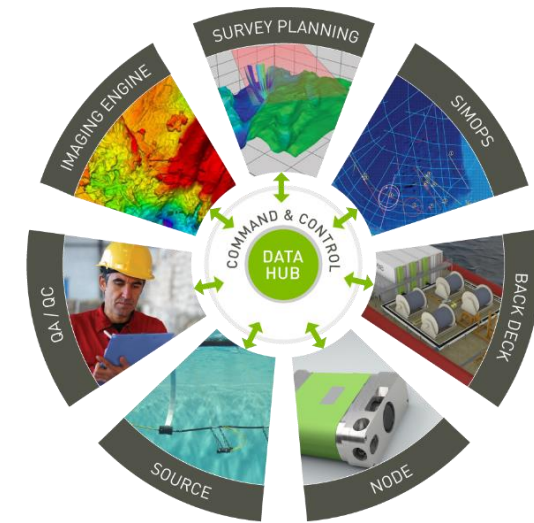 SURVEY PLANNING
SIMOPS
BACK DECK
NODE
SOURCE
QA / QC
IMAGING ENGINE
COMMAND & CONTROL
DATA
HUB